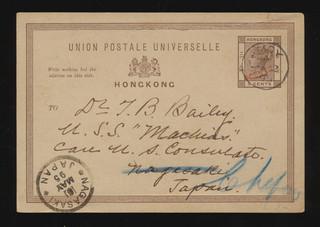 UNION POSTALE UNIVERSELLE
HONGKONG
Write nothing but the address on this side.
HONGKONG
CENTS
TO
Dr. T. B. Bailey
U. S. S. "Machias"
Care U. S. Consulate.
Nagasaki
Japan
NAGASAKI
MAY
95
JAPAN